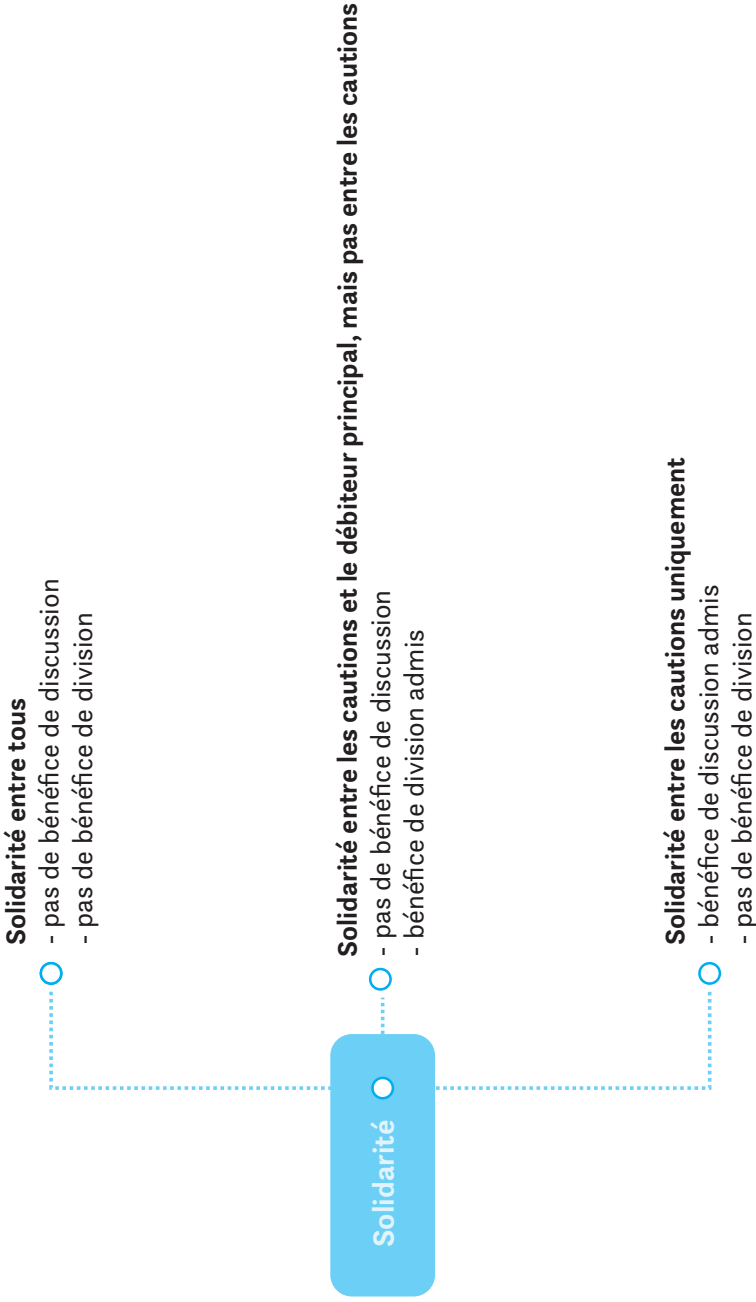 Solidarité
Solidarité entre tous
- pas de bénéfice de discussion
- pas de bénéfice de division
Solidarité entre les cautions et le débiteur principal, mais pas entre les cautions
- pas de bénéfice de discussion
- bénéfice de division admis
Solidarité entre les cautions uniquement
- bénéfice de discussion admis
- pas de bénéfice de division